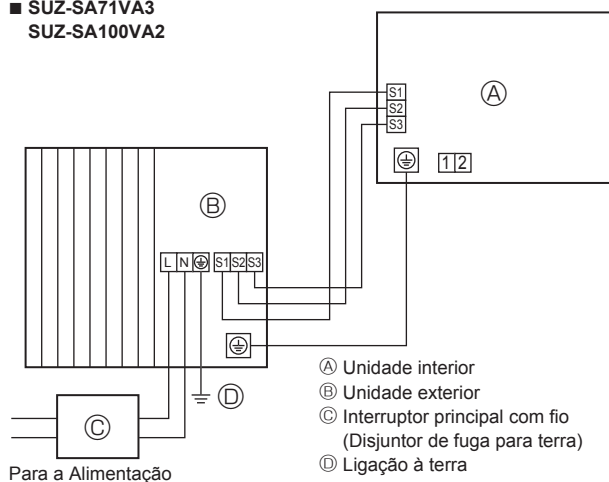 ■ SUZ-SA71VA3
SUZ-SA100VA2
S1
S2
S3
Ⓐ
1 2
Ⓑ
L N S1 S2 S3
Ⓓ
Ⓒ
Para a Alimentação
Ⓐ Unidade interior
Ⓑ Unidade exterior
Ⓒ Interruptor principal com fio
(Disjuntor de fuga para terra)
Ⓓ Ligação à terra